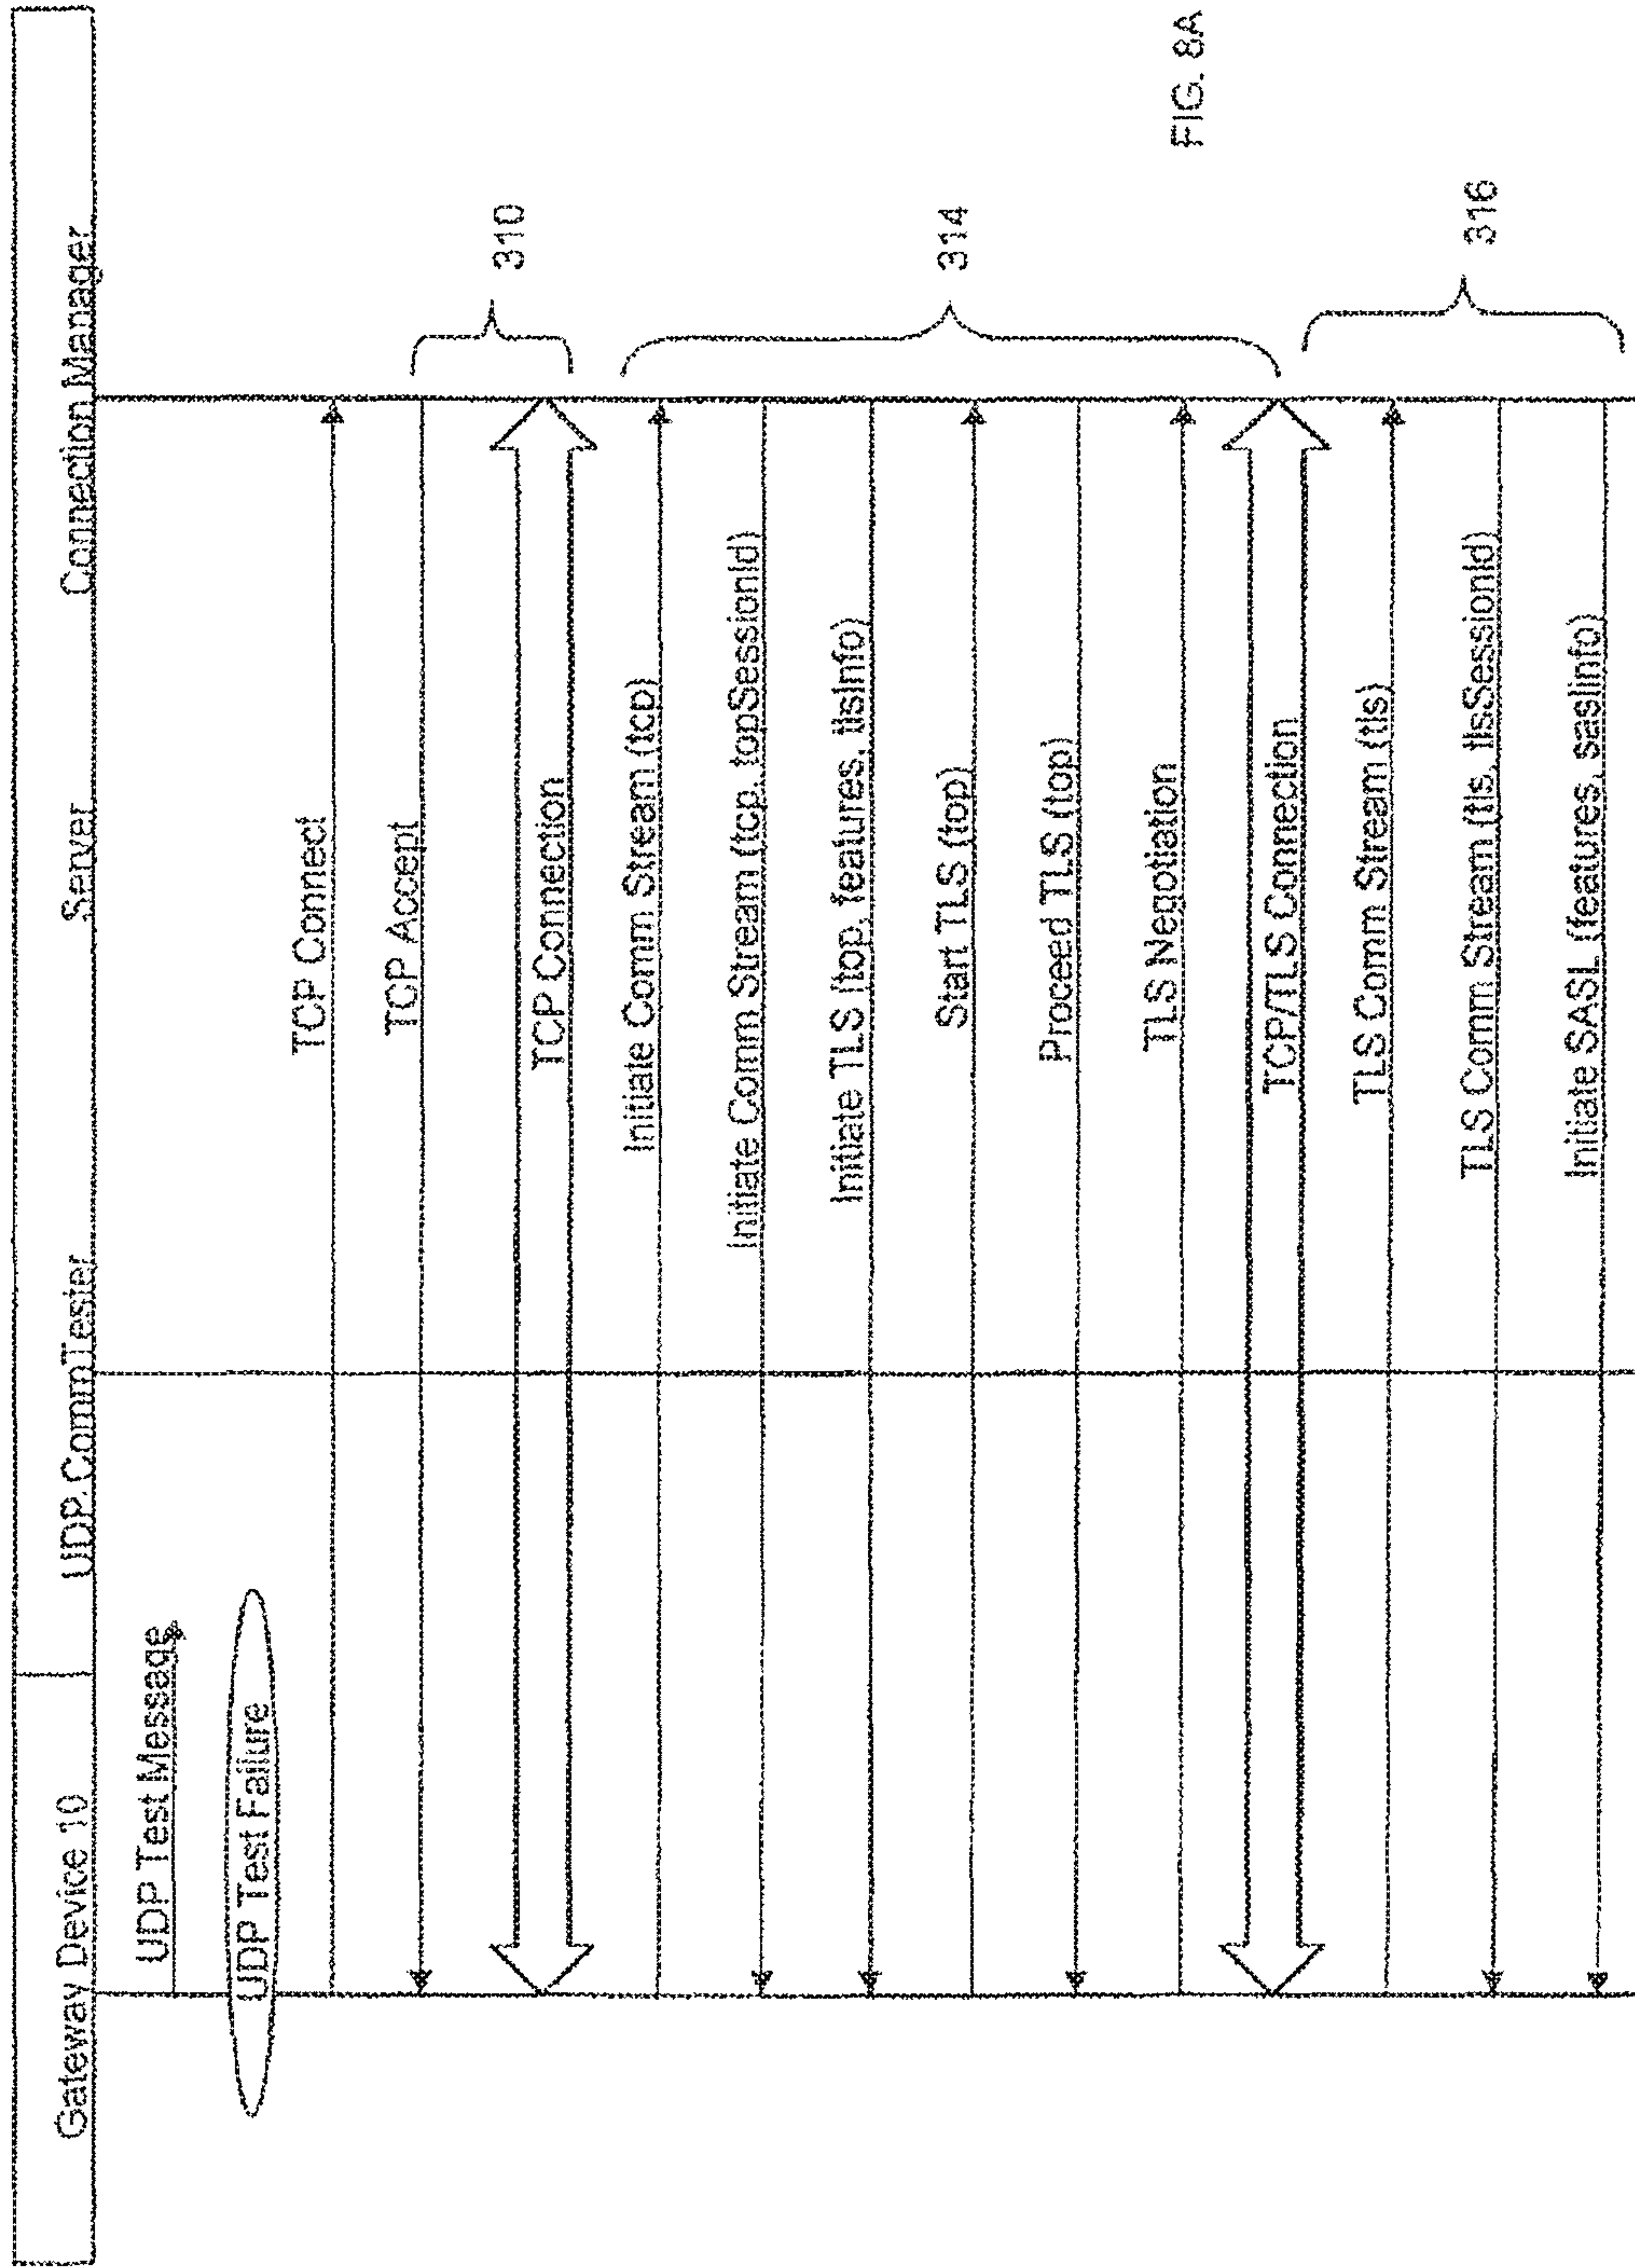 Gateway Device 10
UDP.CommTester
Server
Connection Manager
UDP Test Message
UDP Test Failure
TCP Connect
TCP Accept
TCP Connection
310
Initiate Comm Stream (tcp)
Initiate Comm Stream (tcp, tcpSessionId)
Initiate TLS (tcp, features, tlsInfo)
Start TLS (tcp)
Proceed TLS (tcp)
TLS Negotiation
TCP/TLS Connection
314
TLS Comm Stream (tls)
TLS Comm Stream (tls, tlsSessionId)
Initiate SASL (features, saslInfo)
316
FIG. 8A